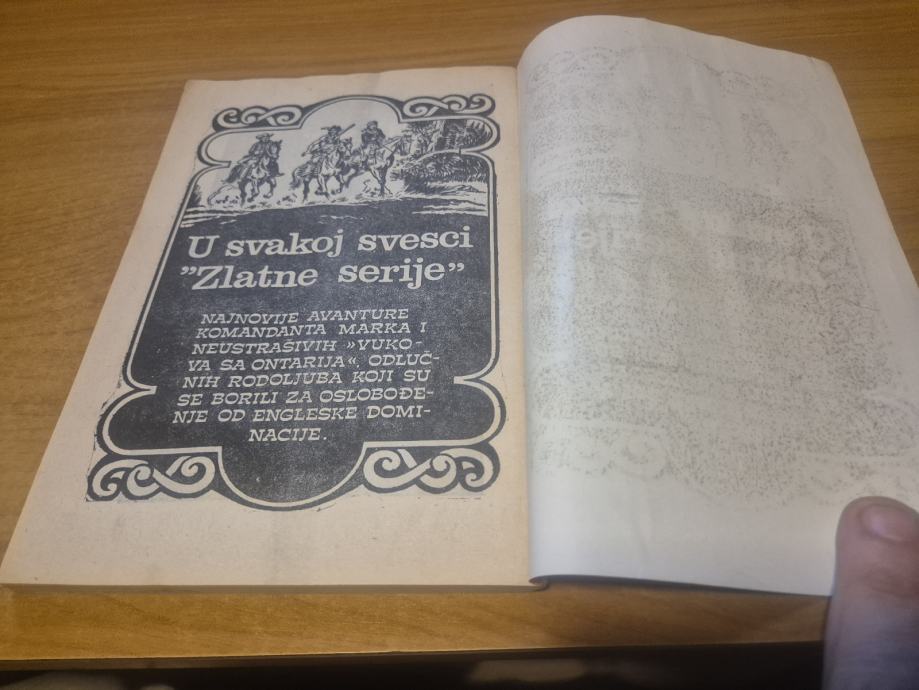 U svakoj svesci
”Zlatne serije”
NAJNOVIJE AVANTURE
KOMANDANTA MARKA I
NEUSTRAŠIVIH »VUKO-
VA SA ONTARIJA«, ODLUČ-
NIH RODOLJUBA KOJI SU
SE BORILI ZA OSLOBOĐE-
NJE OD ENGLESKE DOMI-
NACIJE.